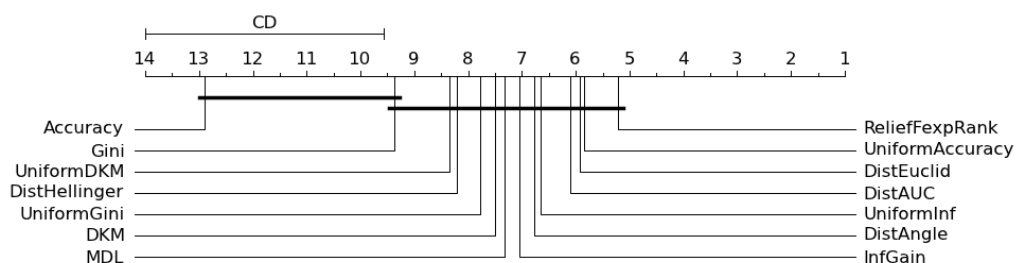 CD
14 13 12 11 10 9 8 7 6 5 4 3 2 1
Accuracy ReliefFexpRank
Gini UniformAccuracy
UniformDKM DistEuclid
DistHellinger DistAUC
UniformGini UniformInf
DKM DistAngle
MDL InfGain